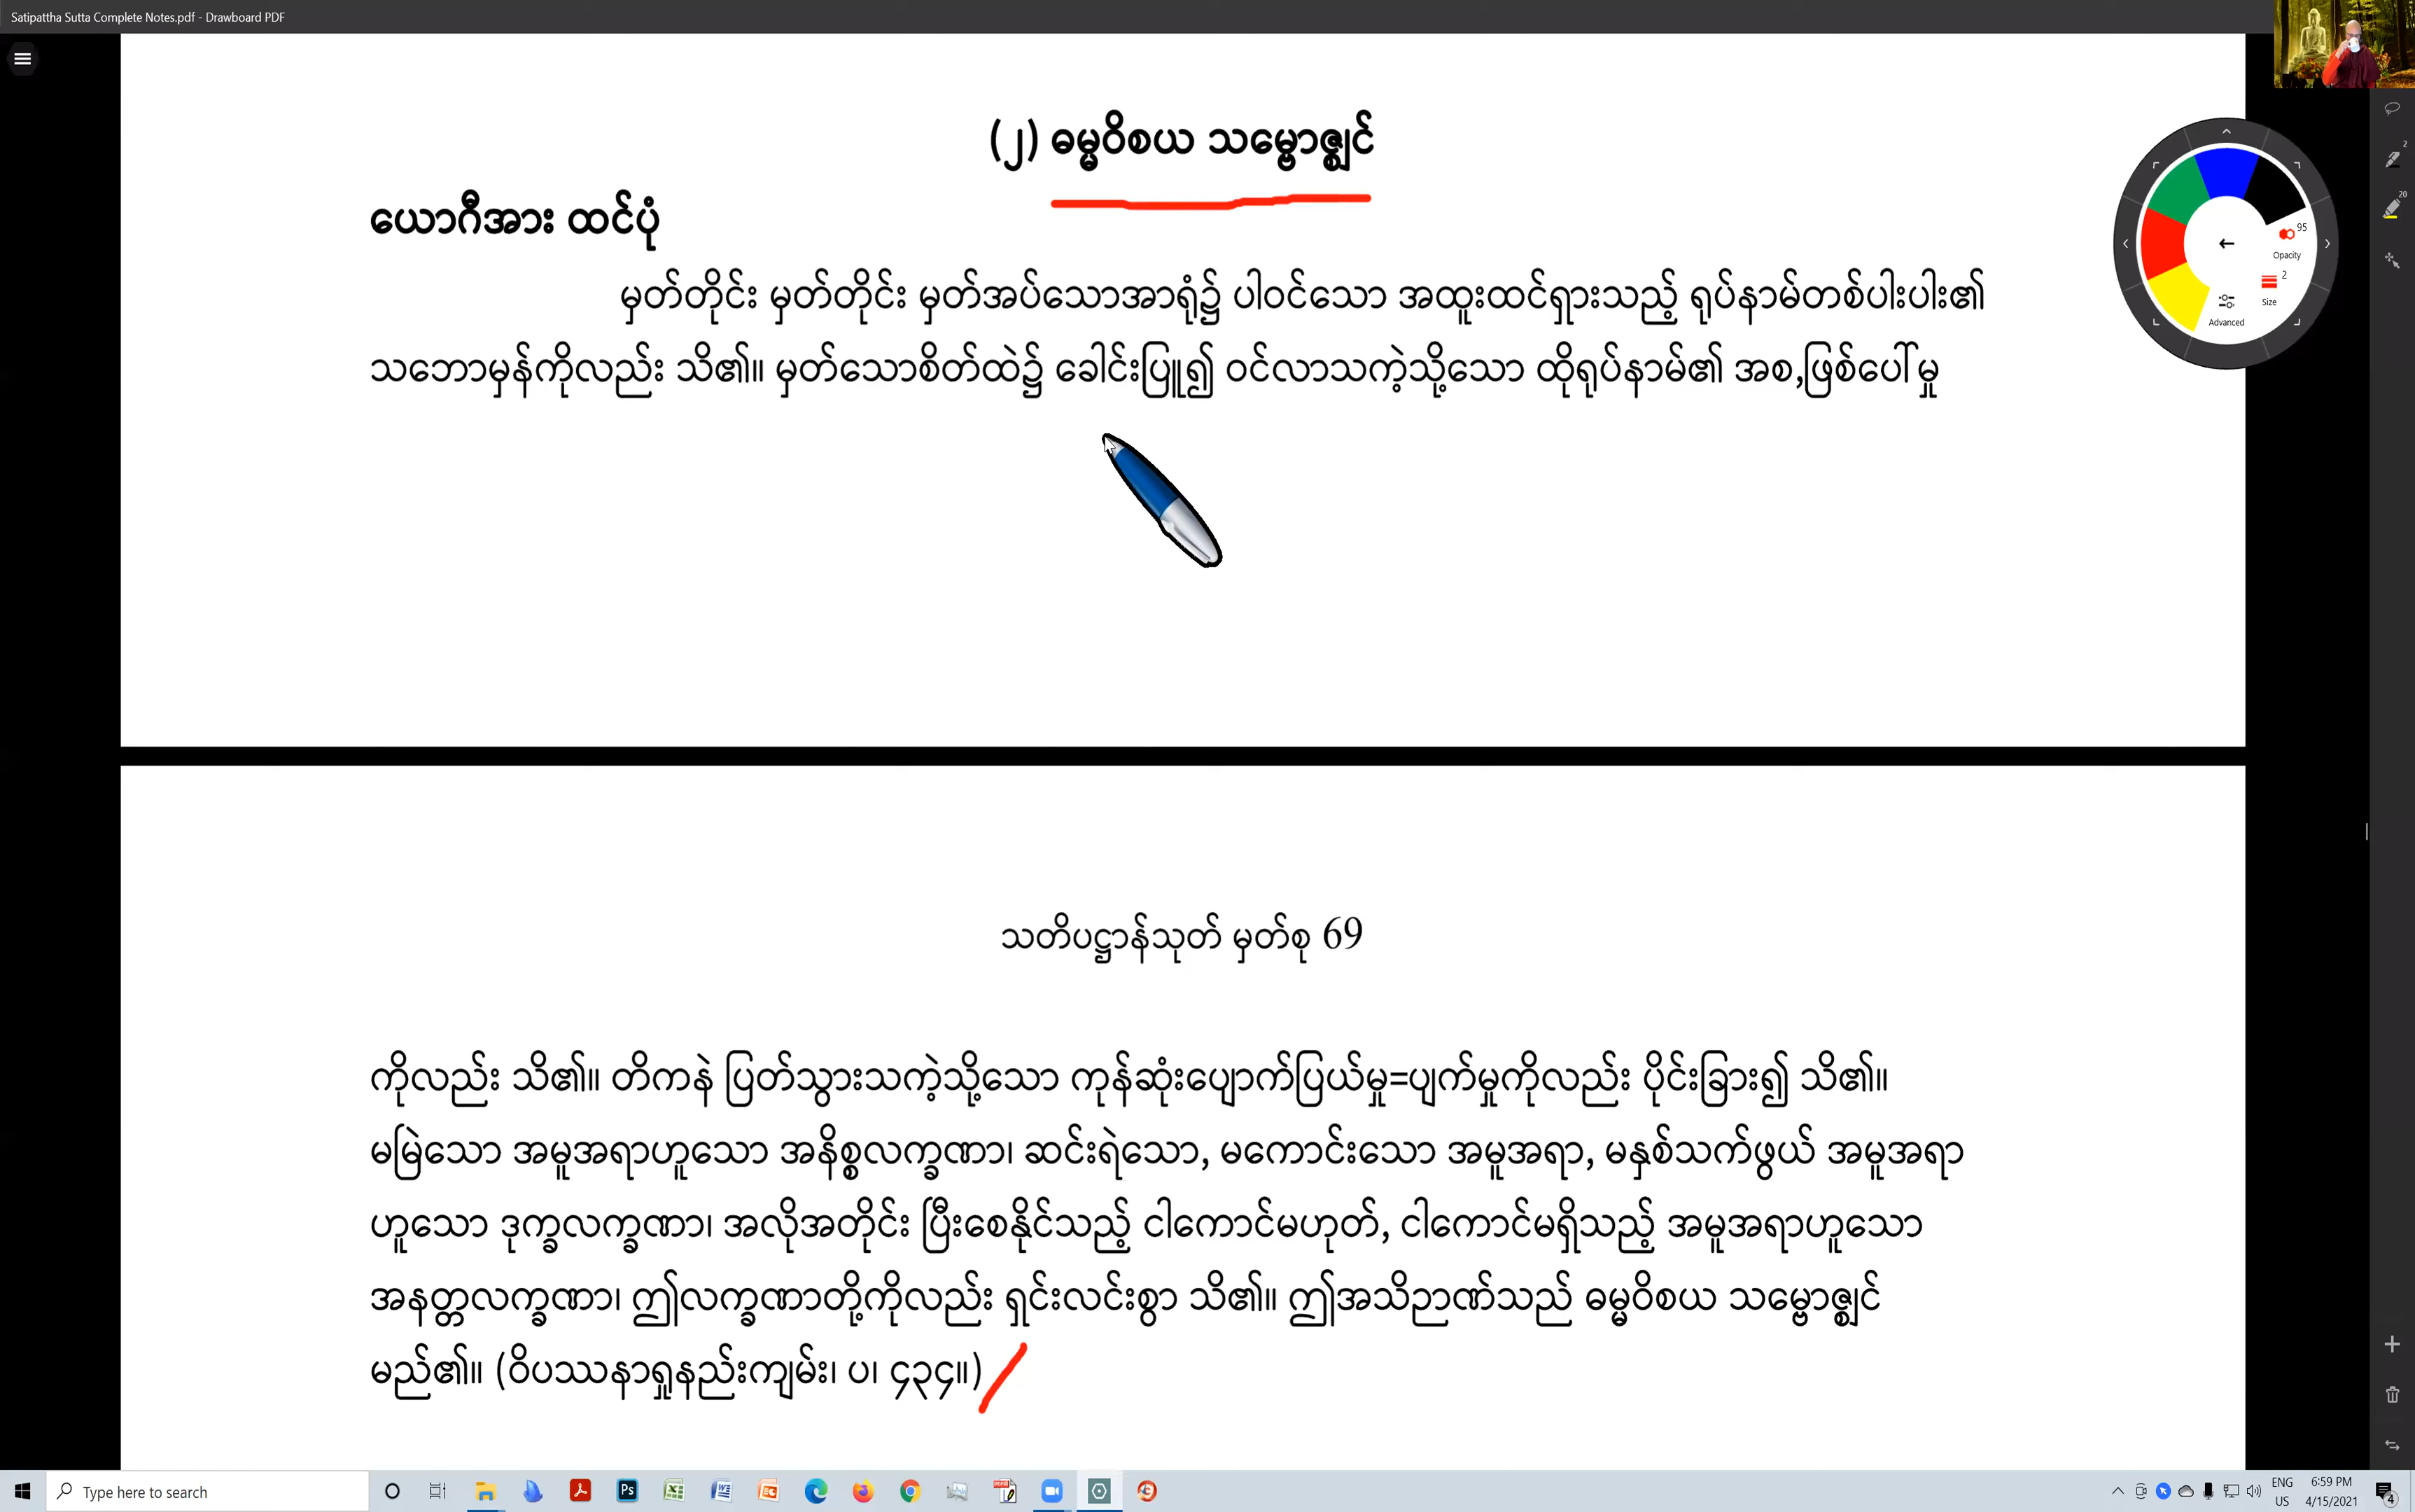 Satipattha Sutta Complete Notes.pdf - Drawboard PDF
(၂) ဓမ္မဝိစယ သမ္ဗောဇ္ဈင်
ယောဂီအား ထင်ပုံ
မှတ်တိုင်း မှတ်တိုင်း မှတ်အပ်သောအာရုံ၌ ပါဝင်သော အထူးထင်ရှားသည့် ရုပ်နာမ်တစ်ပါးပါး၏
သဘောမှန်ကိုလည်း သိ၏။ မှတ်သောစိတ်ထဲ၌ ခေါင်းပြူ၍ ဝင်လာသကဲ့သို့သော ထိုရုပ်နာမ်၏ အစ,ဖြစ်ပေါ်မှု
2
20
95
Opacity
2
Size
Advanced
သတိပဋ္ဌာန်သုတ် မှတ်စု 69
ကိုလည်း သိ၏။ တိကနဲ ပြတ်သွားသကဲ့သို့သော ကုန်ဆုံးပျောက်ပြယ်မှု=ပျက်မှုကိုလည်း ပိုင်းခြား၍ သိ၏။
မမြဲသော အမူအရာဟူသော အနိစ္စလက္ခဏာ၊ ဆင်းရဲသော, မကောင်းသော အမူအရာ, မနှစ်သက်ဖွယ် အမူအရာ
ဟူသော ဒုက္ခလက္ခဏာ၊ အလိုအတိုင်း ပြီးစေနိုင်သည့် ငါကောင်မဟုတ်, ငါကောင်မရှိသည့် အမူအရာဟူသော
အနတ္တလက္ခဏာ၊ ဤလက္ခဏာတို့ကိုလည်း ရှင်းလင်းစွာ သိ၏။ ဤအသိဉာဏ်သည် ဓမ္မဝိစယ သမ္ဗောဇ္ဈင်
မည်၏။ (ဝိပဿနာရှုနည်းကျမ်း၊ ပ၊ ၄၃၄။)
Type here to search
ENG
US
6:59 PM
4/15/2021
4